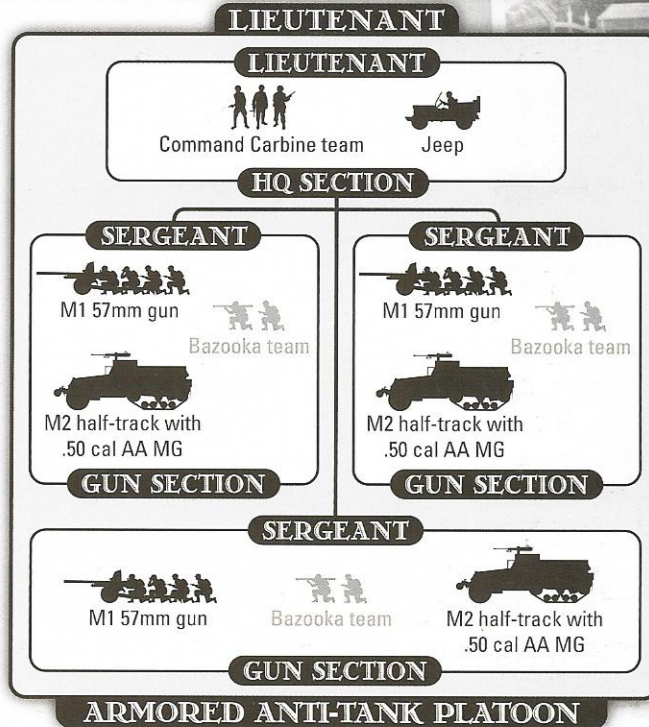 LIEUTENANT
LIEUTENANT
Command Carbine team
Jeep
HQ SECTION
SERGEANT
M1 57mm gun
Bazooka team
M2 half-track with
.50 cal AA MG
GUN SECTION
SERGEANT
M1 57mm gun
Bazooka team
M2 half-track with
.50 cal AA MG
GUN SECTION
SERGEANT
M1 57mm gun
Bazooka team
M2 half-track with
.50 cal AA MG
GUN SECTION
ARMORED ANTI-TANK PLATOON